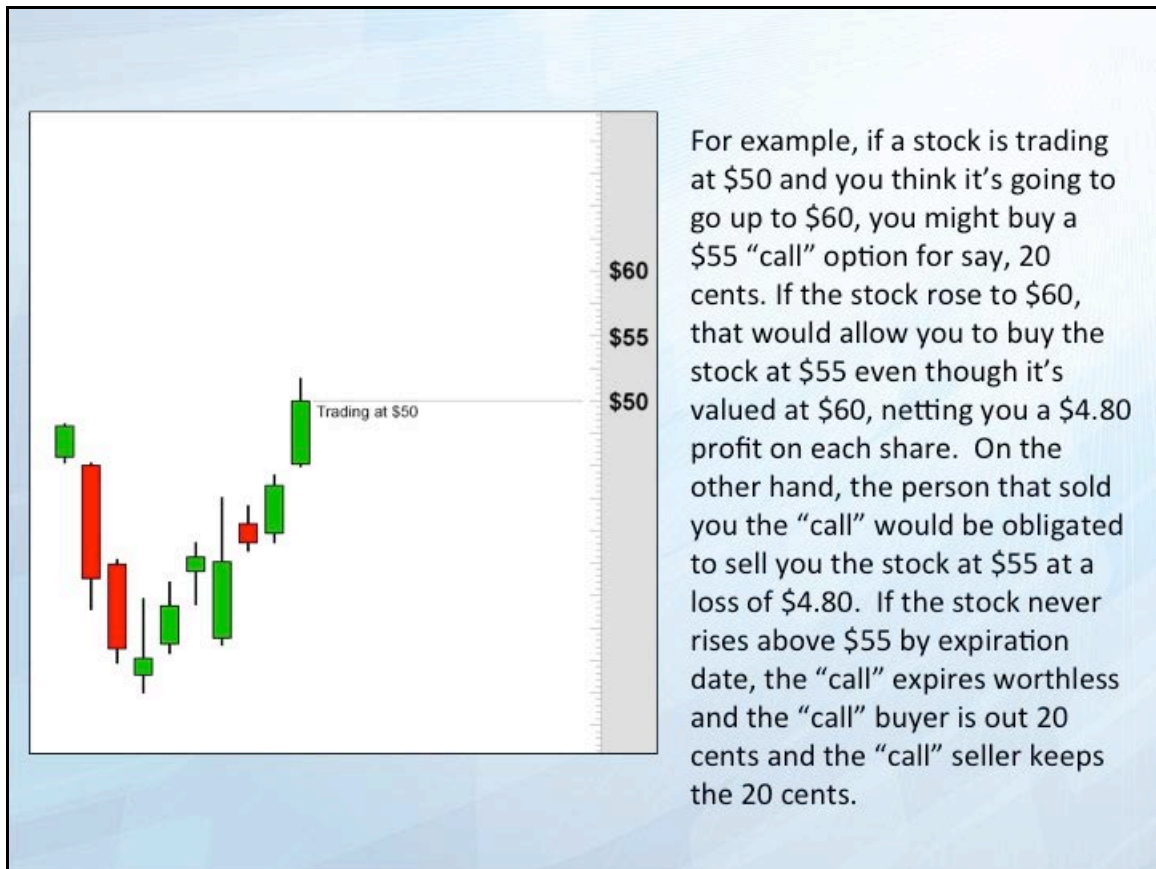 $60
$55
$50
Trading at $50
For example, if a stock is trading
at $50 and you think it’s going to
go up to $60, you might buy a
$55 “call” option for say, 20
cents. If the stock rose to $60,
that would allow you to buy the
stock at $55 even though it’s
valued at $60, netting you a $4.80
profit on each share.  On the
other hand, the person that sold
you the “call” would be obligated
to sell you the stock at $55 at a
loss of $4.80.  If the stock never
rises above $55 by expiration
date, the “call” expires worthless
and the “call” buyer is out 20
cents and the “call” seller keeps
the 20 cents.